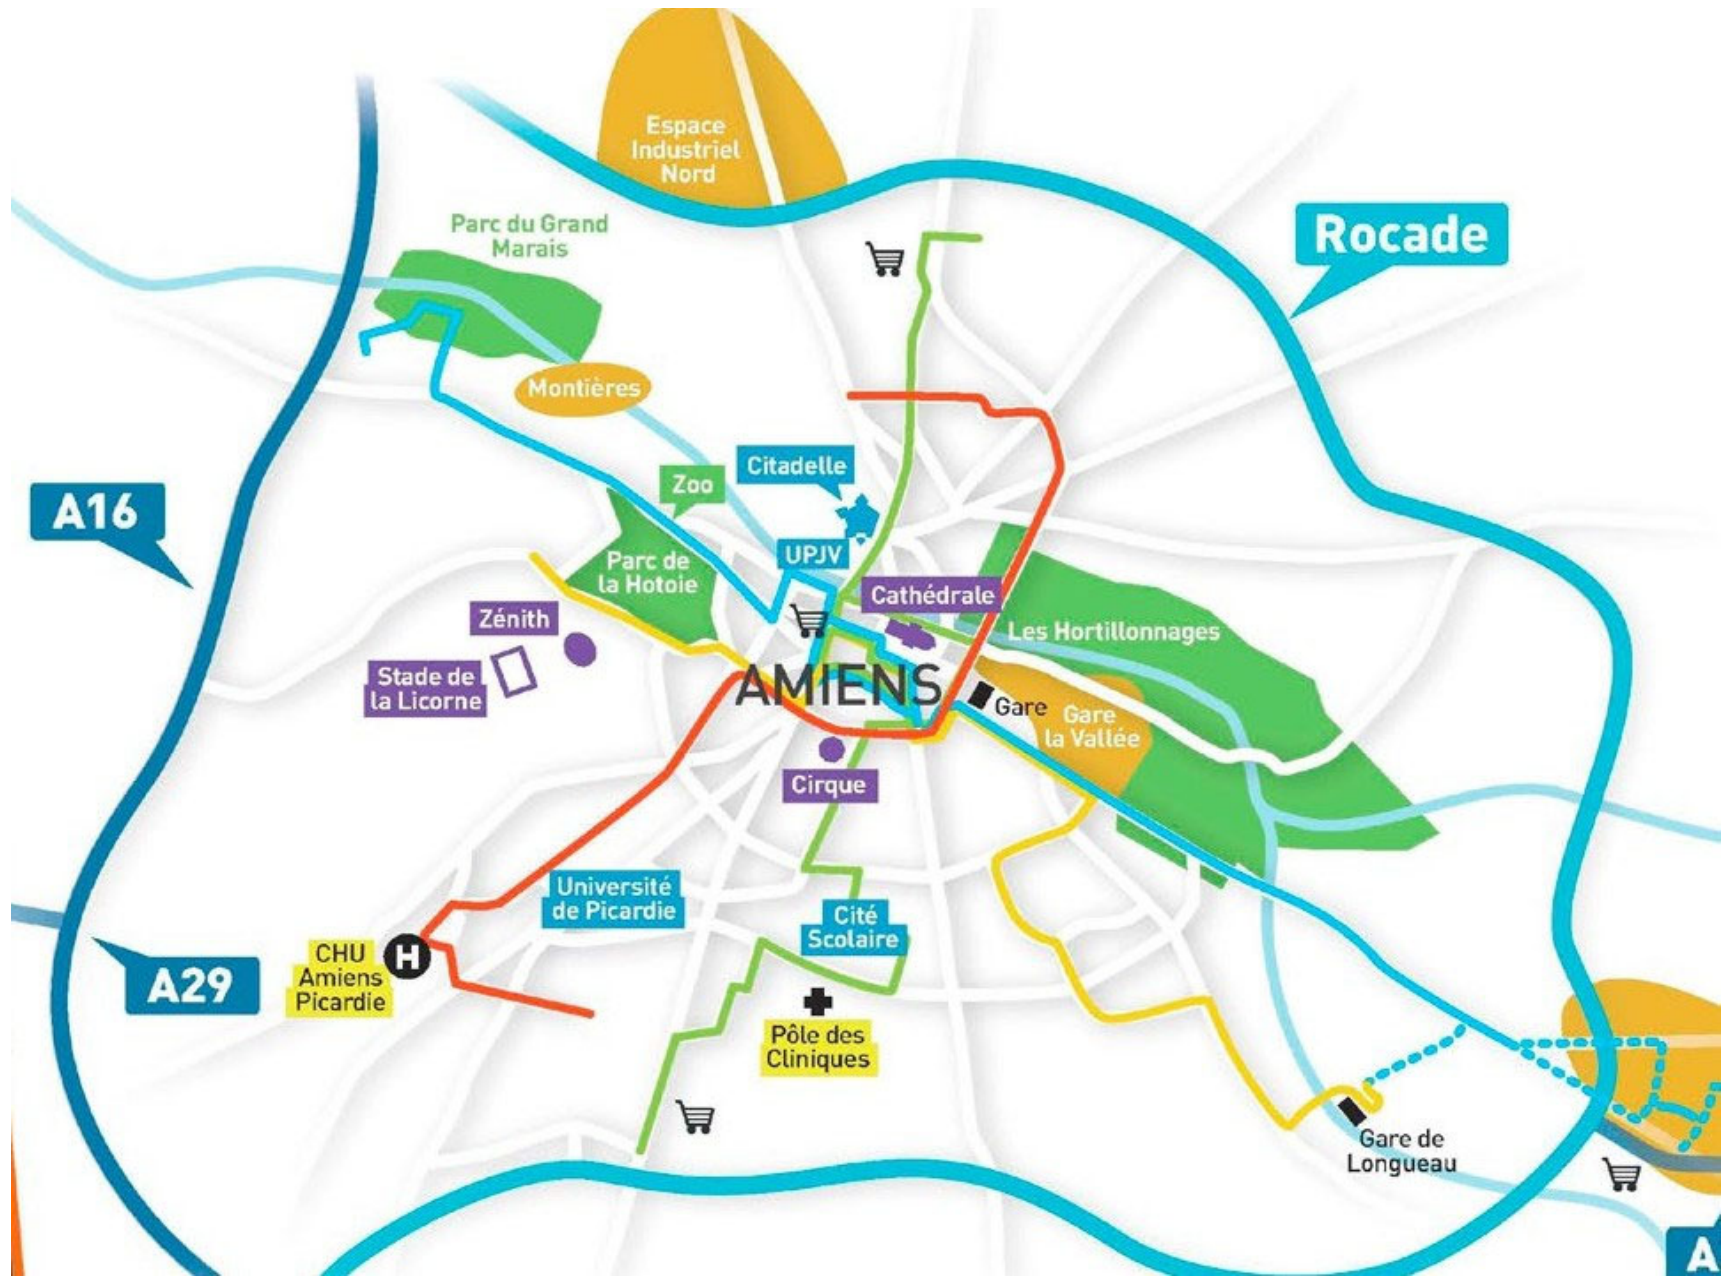 Espace
Industriel
Nord
Parc du Grand
Marais
Rocade
Montières
Citadelle
Zoo
A16
UPJV
Parc de
la Hotoie
Cathédrale
Zénith
Les Hortillonnages
Stade de
la Licorne
AMIENS
Gare
Gare
la Vallée
Cirque
Université
de Picardie
Cité
Scolaire
CHU
Amiens
Picardie
H
A29
Pôle des
Cliniques
Gare de
Longueau
A